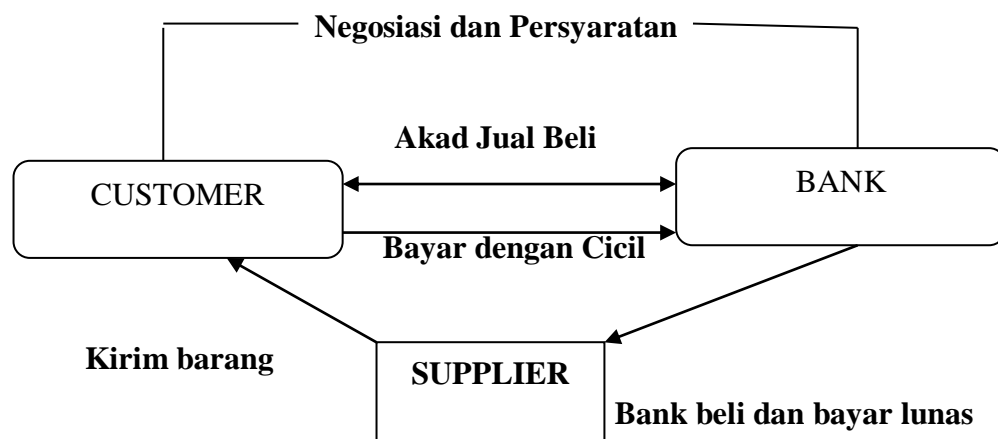 Negosiasi dan Persyaratan
Akad Jual Beli
CUSTOMER
BANK
Bayar dengan Cicil
Kirim barang
SUPPLIER
Bank beli dan bayar lunas